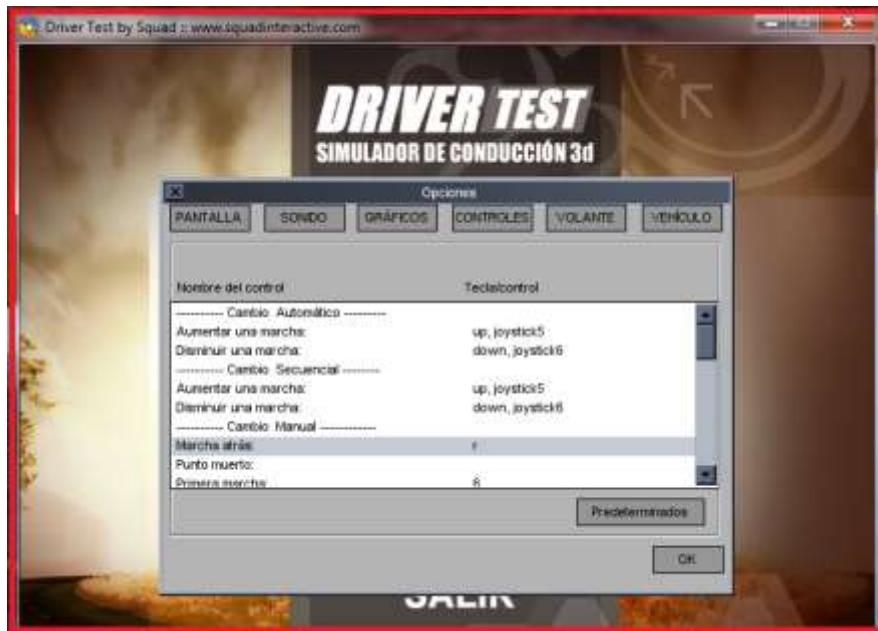 Driver Test by Squad :: www.squadinteractive.com
DRIVER TEST
SIMULADOR DE CONDUCCIÓN 3d
Opciones
PANTALLA SONIDO GRÁFICOS CONTROLES VOLANTE VEHÍCULO
Nombre del control Tecla/control
----------- Cambio Automático ----------
Aumentar una marcha: up, joystick5
Disminuir una marcha: down, joystick6
----------- Cambio Secuencial ---------
Aumentar una marcha: up, joystick5
Disminuir una marcha: down, joystick6
----------- Cambio Manual -------------
Marcha atrás: r
Punto muerto:
Primera marcha: 6
Predeterminados
OK
SALIR